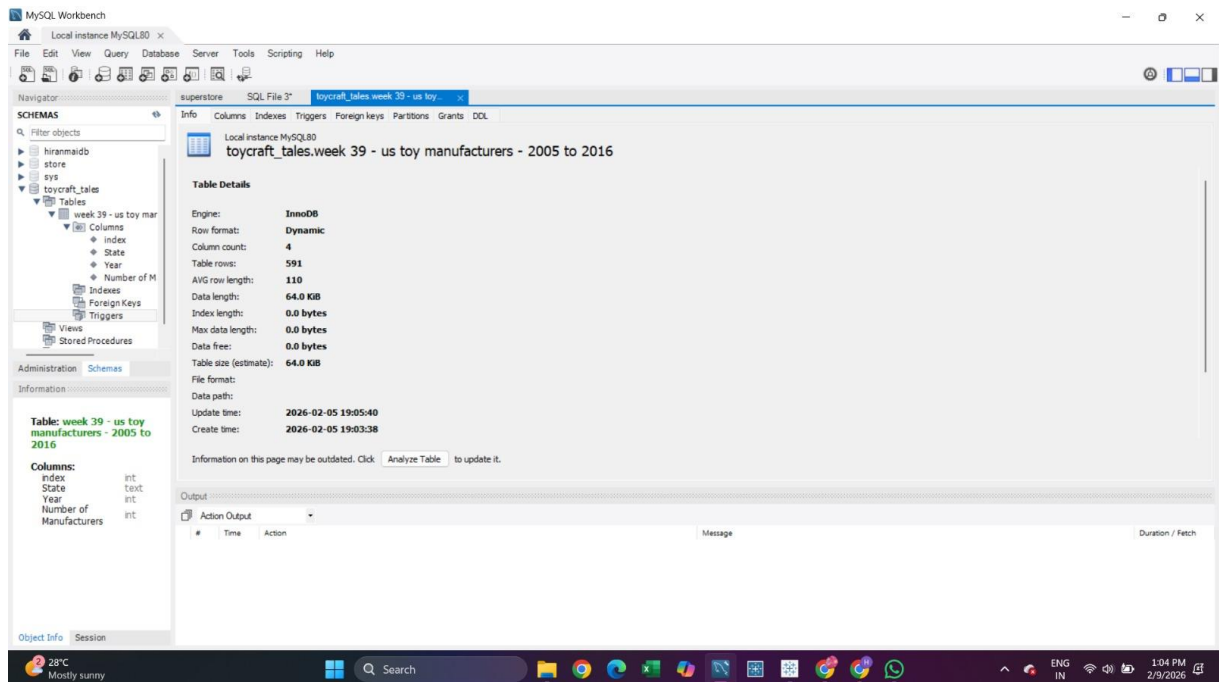 MySQL Workbench
Local instance MySQL80 ×
File Edit View Query Database Server Tools Scripting Help
Navigator
SCHEMAS
Filter objects
hiranmaidb
store
sys
toycraft_tales
Tables
week 39 - us toy mar
Columns
index
State
Year
Number of M
Indexes
Foreign Keys
Triggers
Views
Stored Procedures
Administration Schemas
Information
Table: week 39 - us toy
manufacturers - 2005 to
2016
Columns:
index int
State text
Year int
Number of
Manufacturers int
Object Info Session
superstore SQL File 3* toycraft_tales.week 39 - us toy...
Info Columns Indexes Triggers Foreign keys Partitions Grants DDL
Local instance MySQL80
toycraft_tales.week 39 - us toy manufacturers - 2005 to 2016
Table Details
Engine: InnoDB
Row format: Dynamic
Column count: 4
Table rows: 591
AVG row length: 110
Data length: 64.0 KiB
Index length: 0.0 bytes
Max data length: 0.0 bytes
Data free: 0.0 bytes
Table size (estimate): 64.0 KiB
File format:
Data path:
Update time: 2026-02-05 19:05:40
Create time: 2026-02-05 19:03:38
Information on this page may be outdated. Click Analyze Table to update it.
Output
Action Output
# Time Action Message Duration / Fetch
2 28°C
Mostly sunny
Search
ENG
IN
1:04 PM
2/9/2026